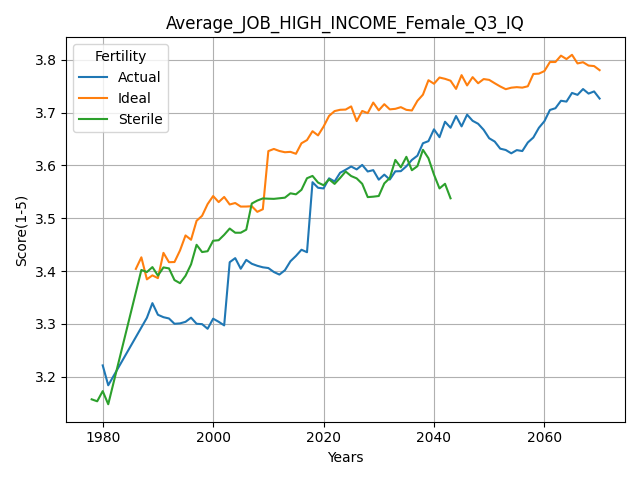 Average_JOB_HIGH_INCOME_Female_Q3_IQ
Fertility
Actual
Ideal
Sterile
Score(1-5)
3.8
3.7
3.6
3.5
3.4
3.3
3.2
1980 2000 2020 2040 2060
Years